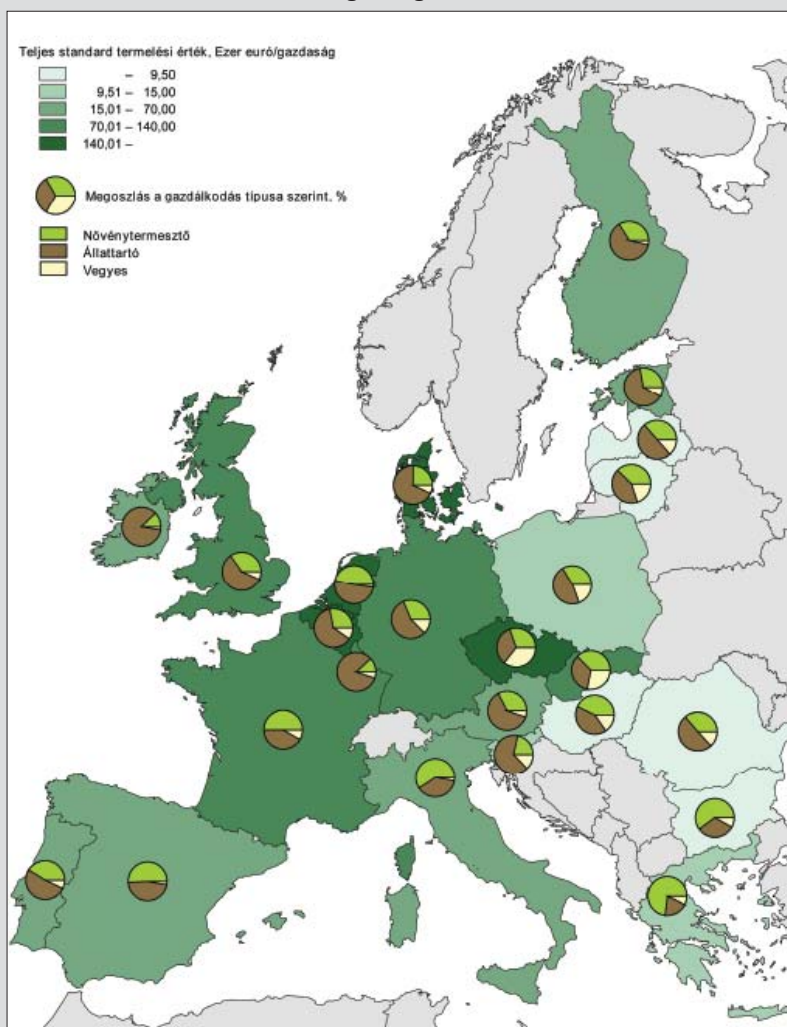 Teljes standard termelési érték, Ezer euró/gazdaság
– 9,50
9,51 – 15,00
15,01 – 70,00
70,01 – 140,00
140,01 –
Megoszlás a gazdálkodás típusa szerint. %
Növénytermesztő
Állattartó
Vegyes